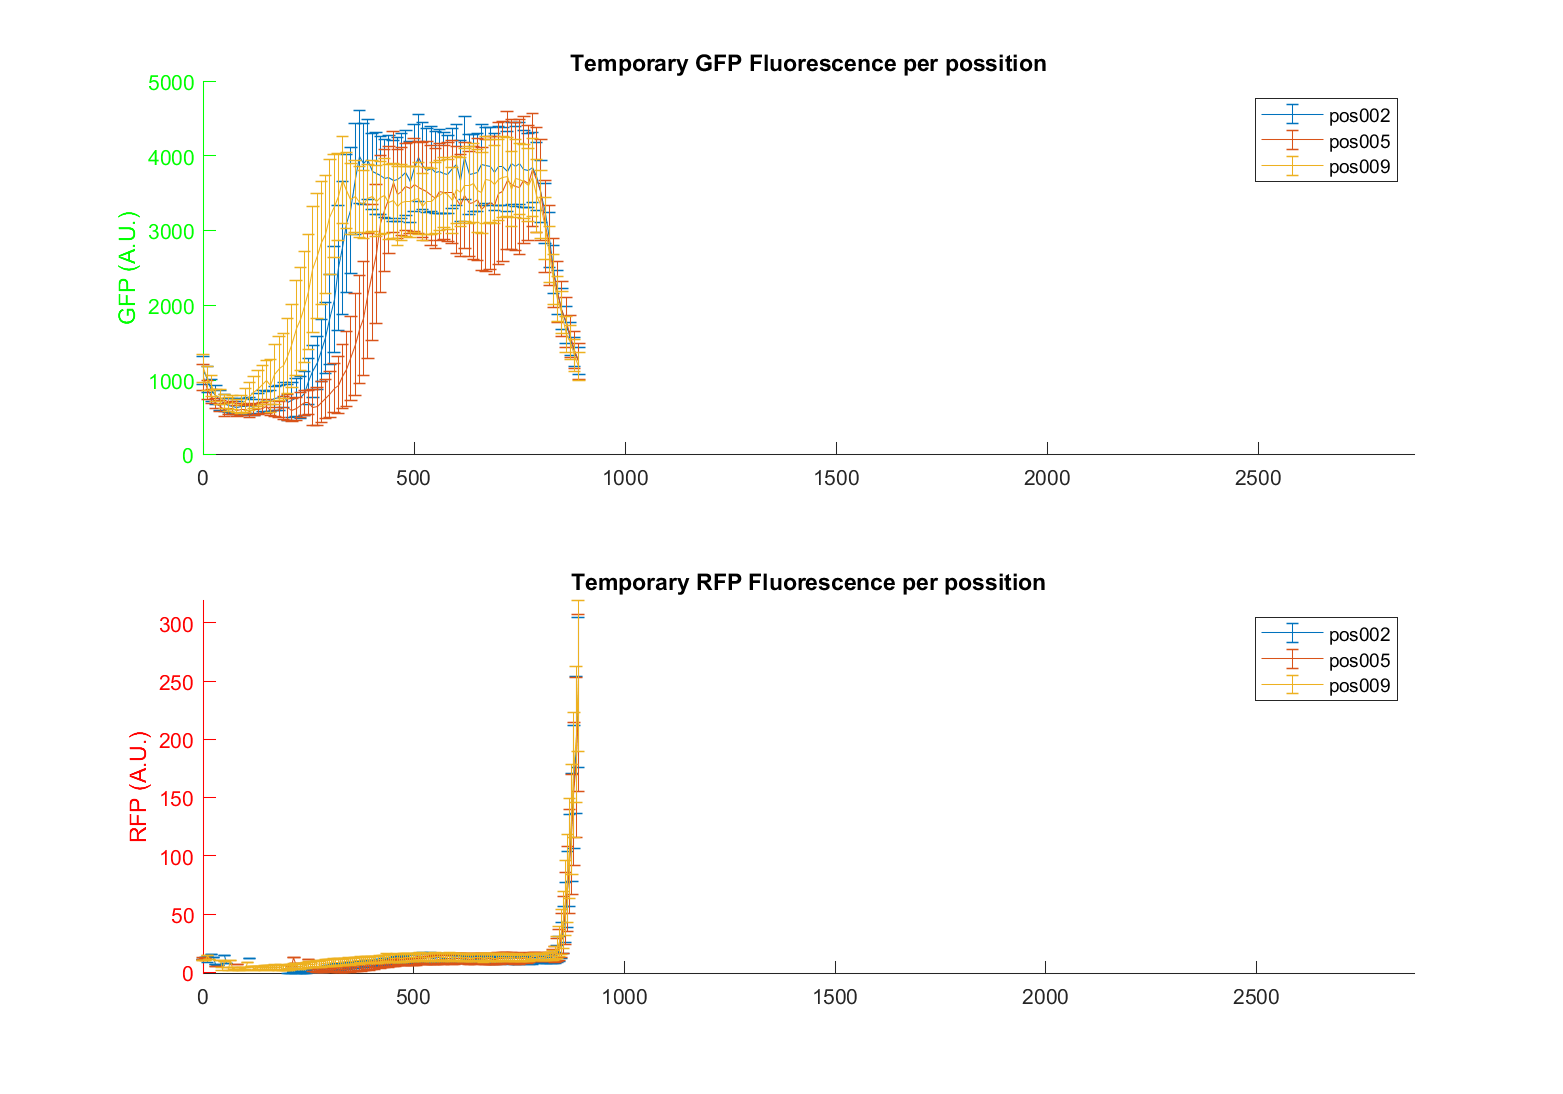 Temporary GFP Fluorescence per possition
5000
4000
3000
2000
1000
0
GFP (A.U.)
0 500 1000 1500 2000 2500
pos002
pos005
pos009
Temporary RFP Fluorescence per possition
300
250
200
150
100
50
0
RFP (A.U.)
0 500 1000 1500 2000 2500
pos002
pos005
pos009